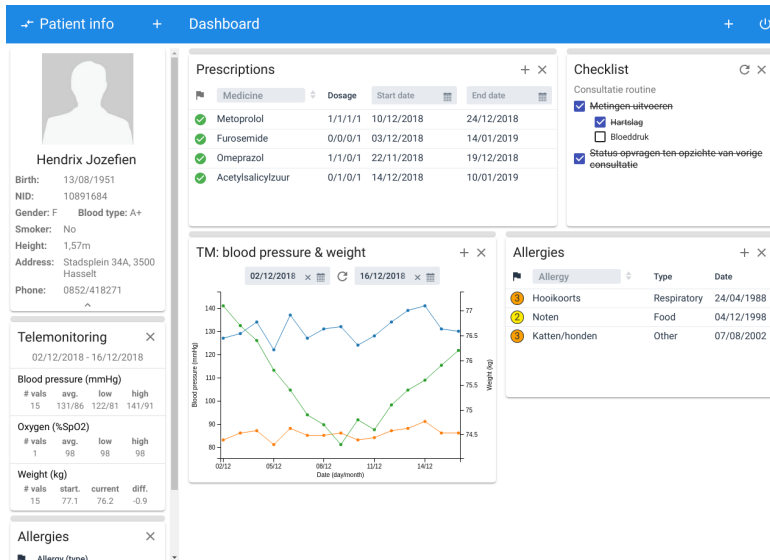 Patient info +
Dashboard +
Hendrix Jozefien
Birth: 13/08/1951
NID: 10891684
Gender: F Blood type: A+
Smoker: No
Height: 1,57m
Address: Stadsplein 34A, 3500
Hasselt
Phone: 0852/418271
Telemonitoring ×
02/12/2018 - 16/12/2018
Blood pressure (mmHg)
# vals avg. low high
15 131/86 122/81 141/91
Oxygen (%SpO2)
# vals avg. low high
1 98 98 98
Weight (kg)
# vals start. current diff.
15 77.1 76.2 -0.9
Allergies ×
Allergy (type)
Prescriptions + ×
Medicine Dosage Start date End date
Metoprolol 1/1/1/1 10/12/2018 24/12/2018
Furosemide 0/0/0/1 03/12/2018 14/01/2019
Omeprazol 1/1/0/1 22/11/2018 19/12/2018
Acetylsalicylzuur 0/1/0/1 14/12/2018 10/01/2019
Checklist ×
Consultatie routine
Metingen uitvoeren
Hartslag
Bloeddruk
Status opvragen ten opzichte van vorige
consultatie
TM: blood pressure & weight + ×
02/12/2018 × 16/12/2018 ×
140
130
120
110
100
90
80
Blood pressure (mmHg)
77
76.5
76
75.5
75
74.5
Weight (kg)
02/12 05/12 08/12 11/12 14/12
Date (day/month)
Allergies + ×
Allergy Type Date
3 Hooikoorts Respiratory 24/04/1988
2 Noten Food 04/12/1998
3 Katten/honden Other 07/08/2002